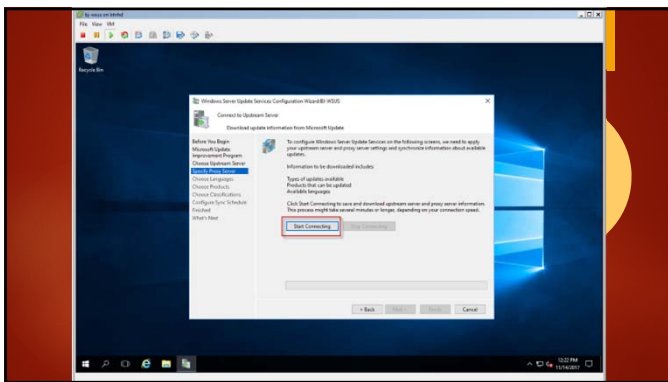 File View VM
Recycle Bin
Windows Server Update Services Configuration Wizard:BJ-WSUS
Connect to Upstream Server
Download update information from Microsoft Update
Before You Begin
Microsoft Update
Improvement Program
Choose Upstream Server
Specify Proxy Server
Choose Languages
Choose Products
Choose Classifications
Configure Sync Schedule
Finished
What's Next
To configure Windows Server Update Services on the following screens, we need to apply
your upstream server and proxy server settings and synchronize information about available
updates.
Information to be downloaded includes:
Types of updates available
Products that can be updated
Available languages
Click Start Connecting to save and download upstream server and proxy server information.
This process might take several minutes or longer, depending on your connection speed.
Start Connecting
Stop Connecting
< Back
Next >
Finish
Cancel
12:22 PM
11/14/2017